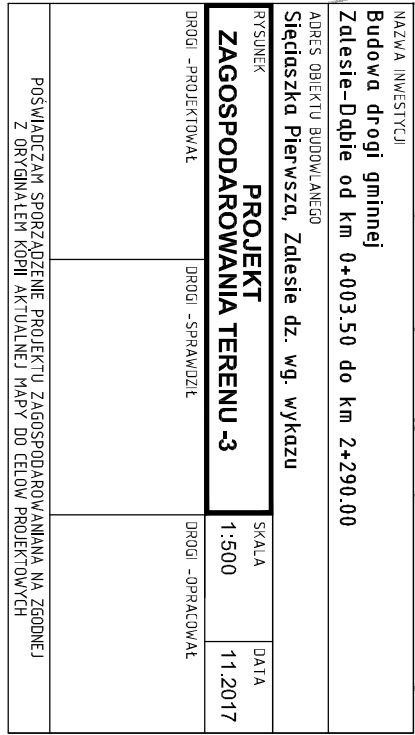 NAZWA INWESTYCJI
Budowa drogi gminnej
Zalesie-Dąbie od km 0+003.50 do km 2+290.00
ADRES OBIEKTU BUDOWLANEGO
Sięciaszka Pierwsza, Zalesie dz. wg. wykazu
RYSUNEK
PROJEKT
ZAGOSPODAROWANIA TERENU -3
SKALA
1:500
DATA
11.2017
DROGI -PROJEKTOWAŁ
DROGI -SPRAWDZIŁ
DROGI -OPRACOWAŁ
POŚWIADCZAM SPORZĄDZENIE PROJEKTU ZAGOSPODAROWANIANA NA ZGODNEJ
Z ORYGINAŁEM KOPII AKTUALNEJ MAPY DO CELOW PROJEKTOWYCH